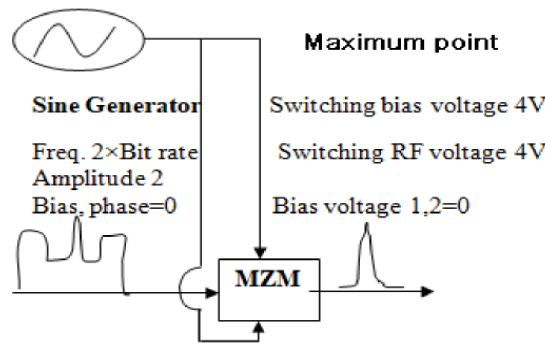 Maximum point
Sine Generator
Switching bias voltage 4V
Freq. 2×Bit rate
Switching RF voltage 4V
Amplitude 2
Bias, phase=0
Bias voltage 1,2=0
MZM